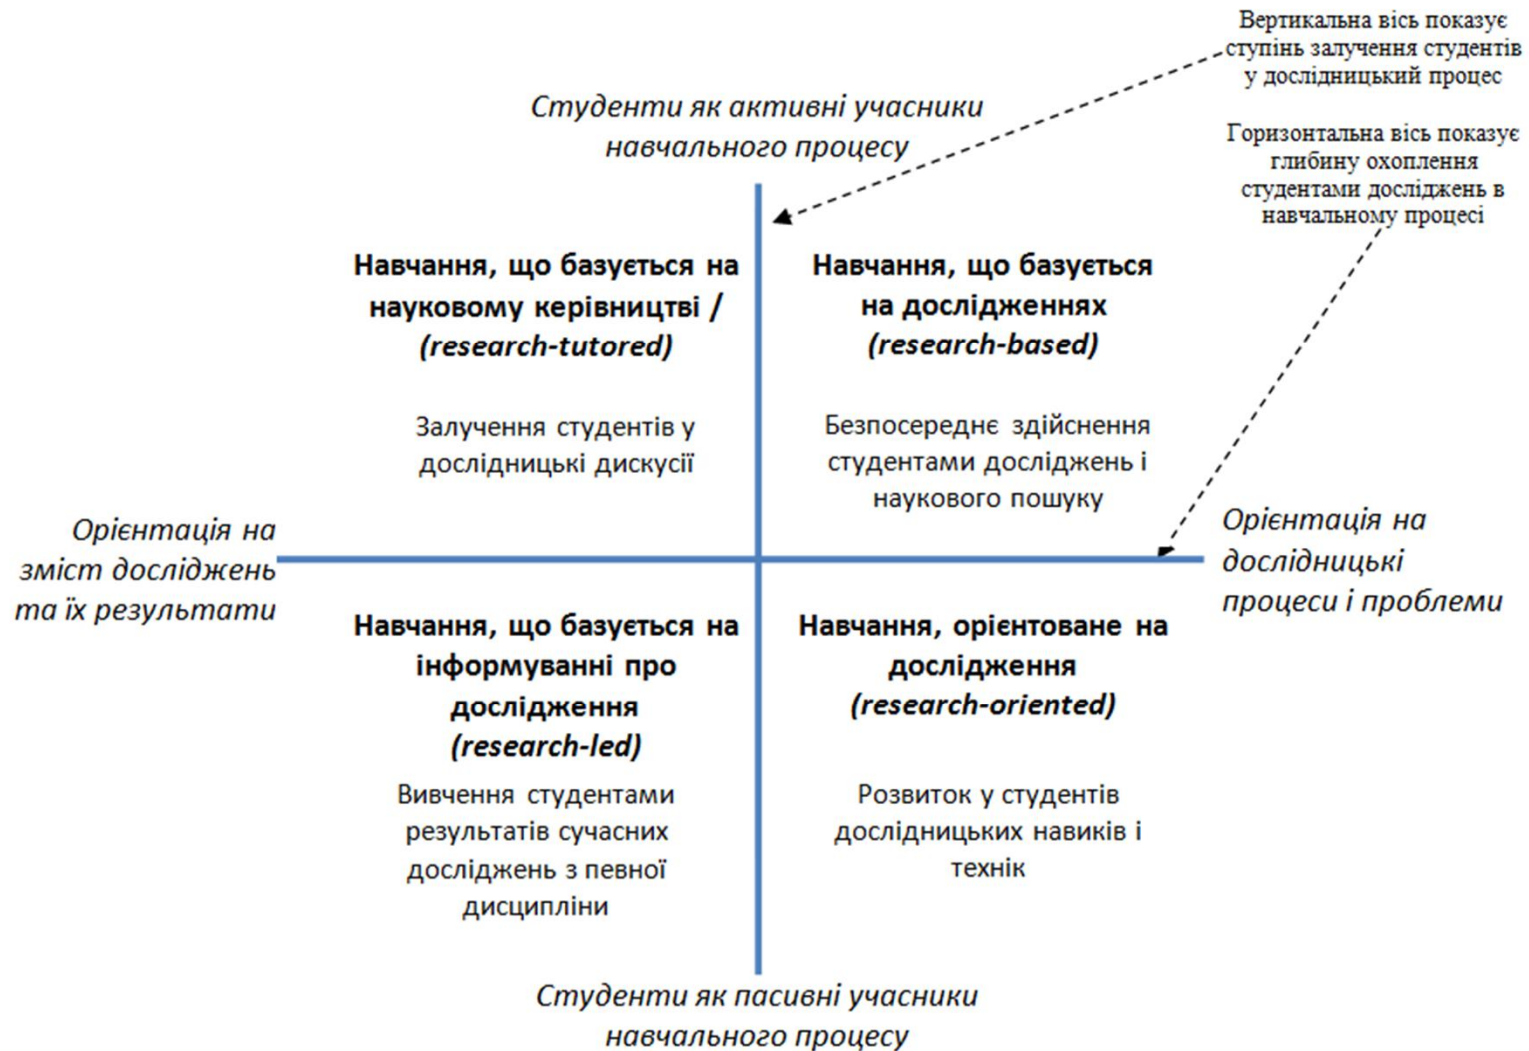 Вертикальна вісь показує
ступінь залучення студентів
у дослідницький процес
Студенти як активні учасники
навчального процесу
Горизонтальна вісь показує
глибину охоплення
студентами досліджень в
навчальному процесі
Навчання, що базується на
науковому керівництві /
(research-tutored)
Залучення студентів у
дослідницькі дискусії
Навчання, що базується
на дослідженнях
(research-based)
Безпосереднє здійснення
студентами досліджень і
наукового пошуку
Орієнтація на
зміст досліджень
та їх результати
Орієнтація на
дослідницькі
процеси і проблеми
Навчання, що базується на
інформуванні про
дослідження
(research-led)
Вивчення студентами
результатів сучасних
досліджень з певної
дисципліни
Навчання, орієнтоване на
дослідження
(research-oriented)
Розвиток у студентів
дослідницьких навиків і
технік
Студенти як пасивні учасники
навчального процесу